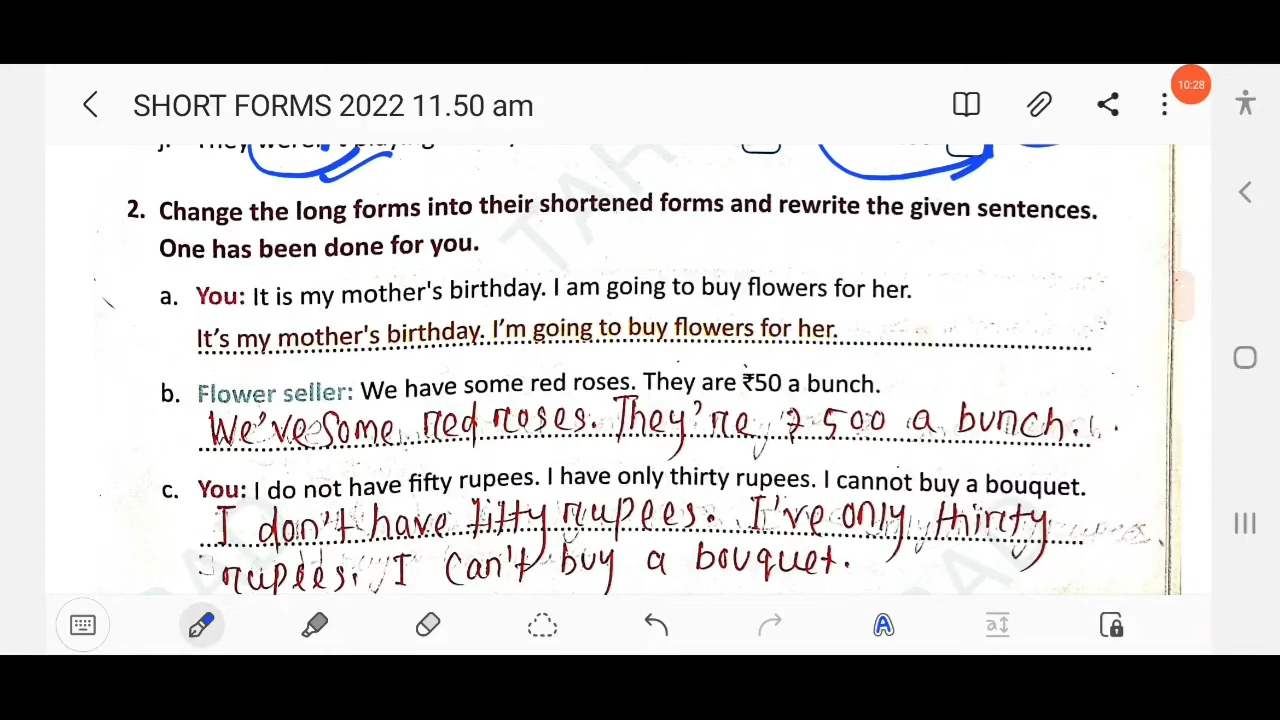 10:28
SHORT FORMS 2022 11.50 am
2. Change the long forms into their shortened forms and rewrite the given sentences.
One has been done for you.
a. You: It is my mother's birthday. I am going to buy flowers for her.
It's my mother's birthday. I'm going to buy flowers for her.
b. Flower seller: We have some red roses. They are ₹50 a bunch.
We've some red roses. They're ₹ 500 a bunch.
c. You: I do not have fifty rupees. I have only thirty rupees. I cannot buy a bouquet.
I don't have fifty rupees. I've only thirty
rupees. I can't buy a bouquet.